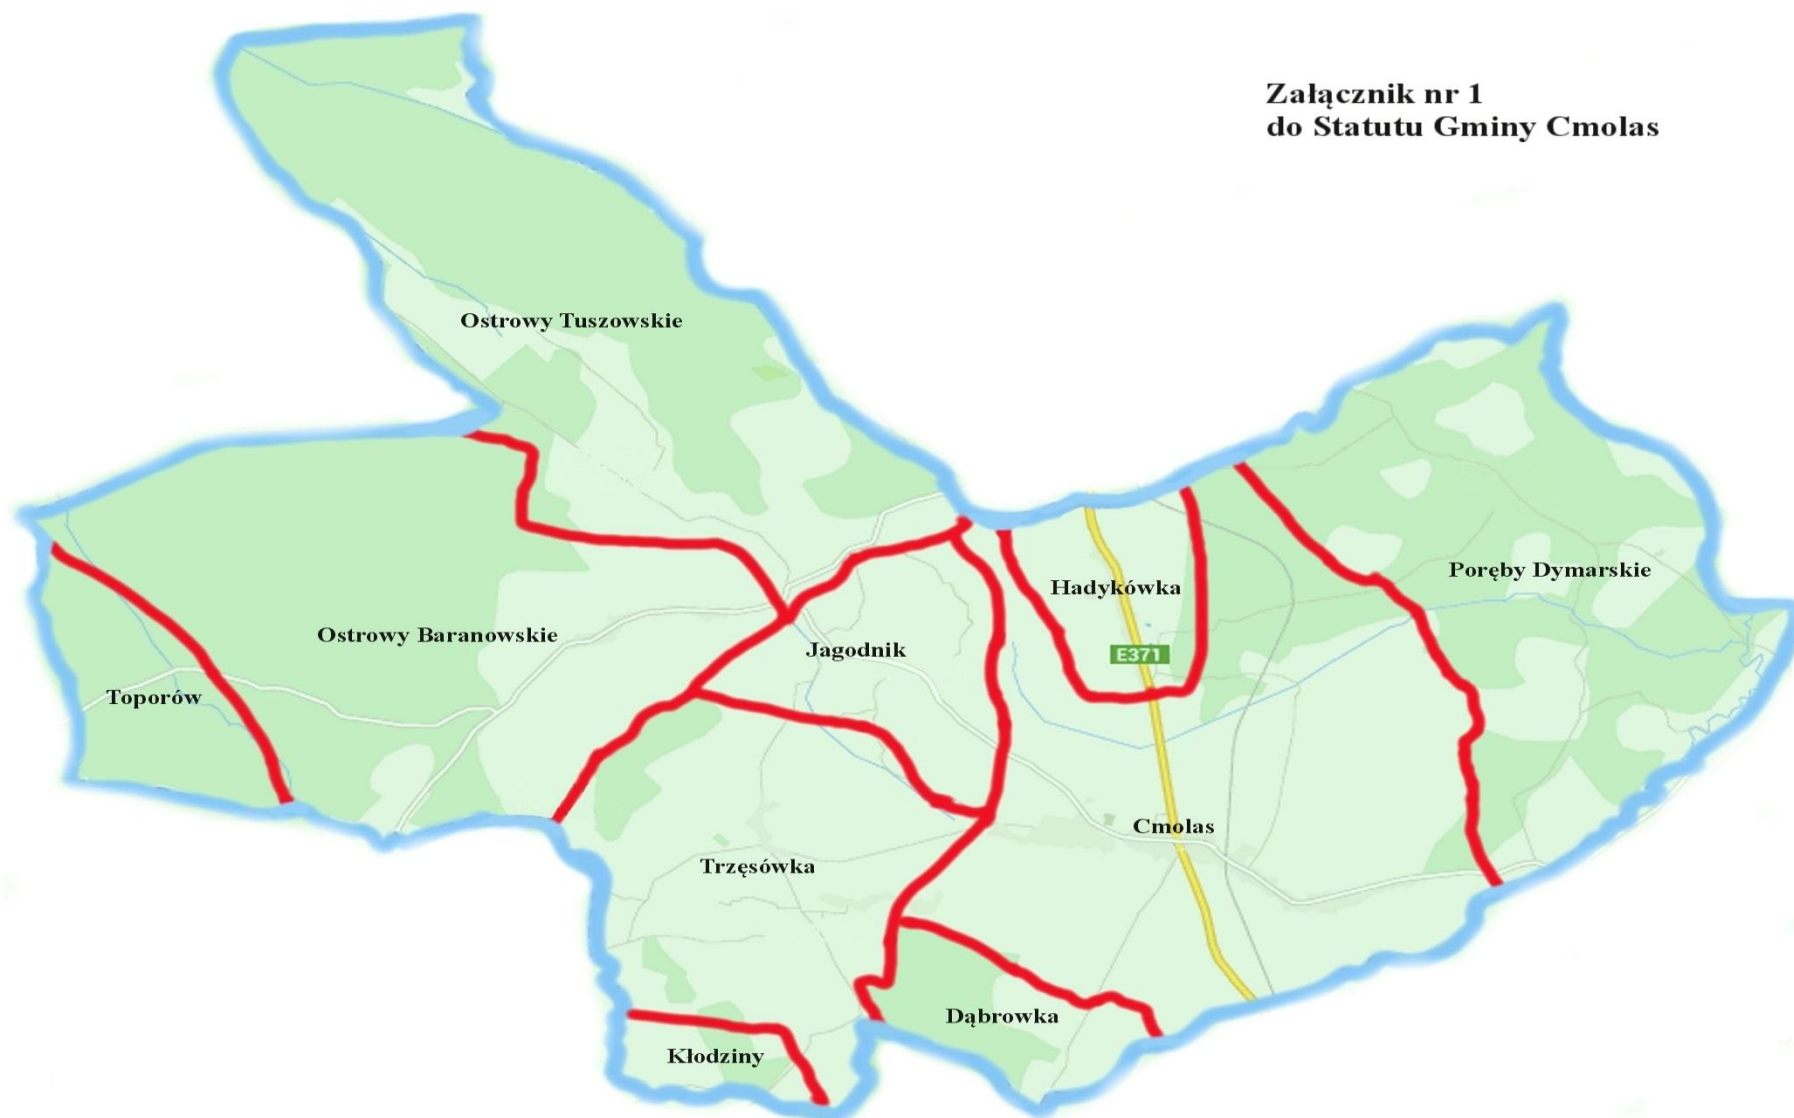 Załącznik nr 1
do Statutu Gminy Cmolas
Ostrowy Tuszowskie
Hadykówka
Poręby Dymarskie
Ostrowy Baranowskie
Jagodnik
E371
Toporów
Cmolas
Trzęsówka
Dąbrowka
Kłodziny